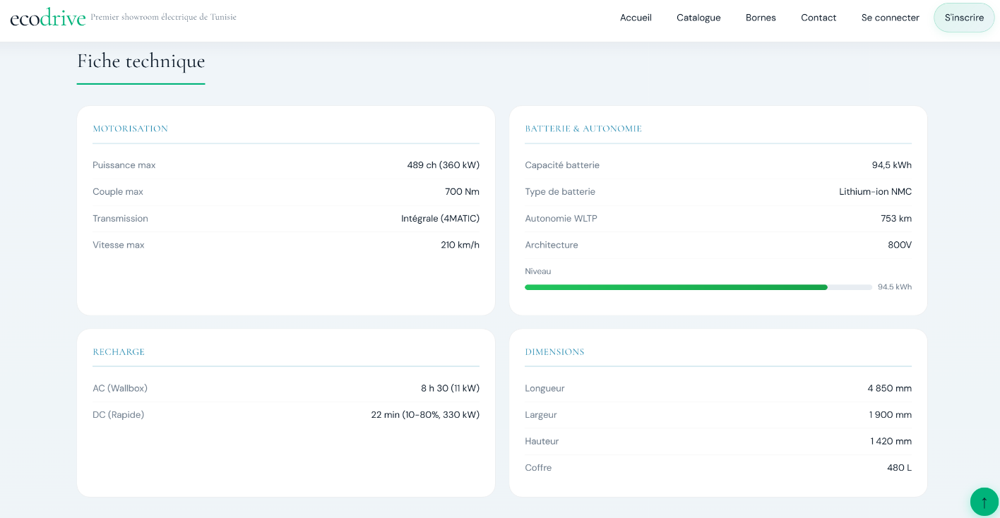 ecodrive Premier showroom électrique de Tunisie Accueil Catalogue Bornes Contact Se connecter S'inscrire
Fiche technique
MOTORISATION
Puissance max 489 ch (360 kW)
Couple max 700 Nm
Transmission Intégrale (4MATIC)
Vitesse max 210 km/h
BATTERIE & AUTONOMIE
Capacité batterie 94,5 kWh
Type de batterie Lithium-ion NMC
Autonomie WLTP 753 km
Architecture 800V
Niveau
94.5 kWh
RECHARGE
AC (Wallbox) 8 h 30 (11 kW)
DC (Rapide) 22 min (10-80%, 330 kW)
DIMENSIONS
Longueur 4 850 mm
Largeur 1 900 mm
Hauteur 1 420 mm
Coffre 480 L
↑